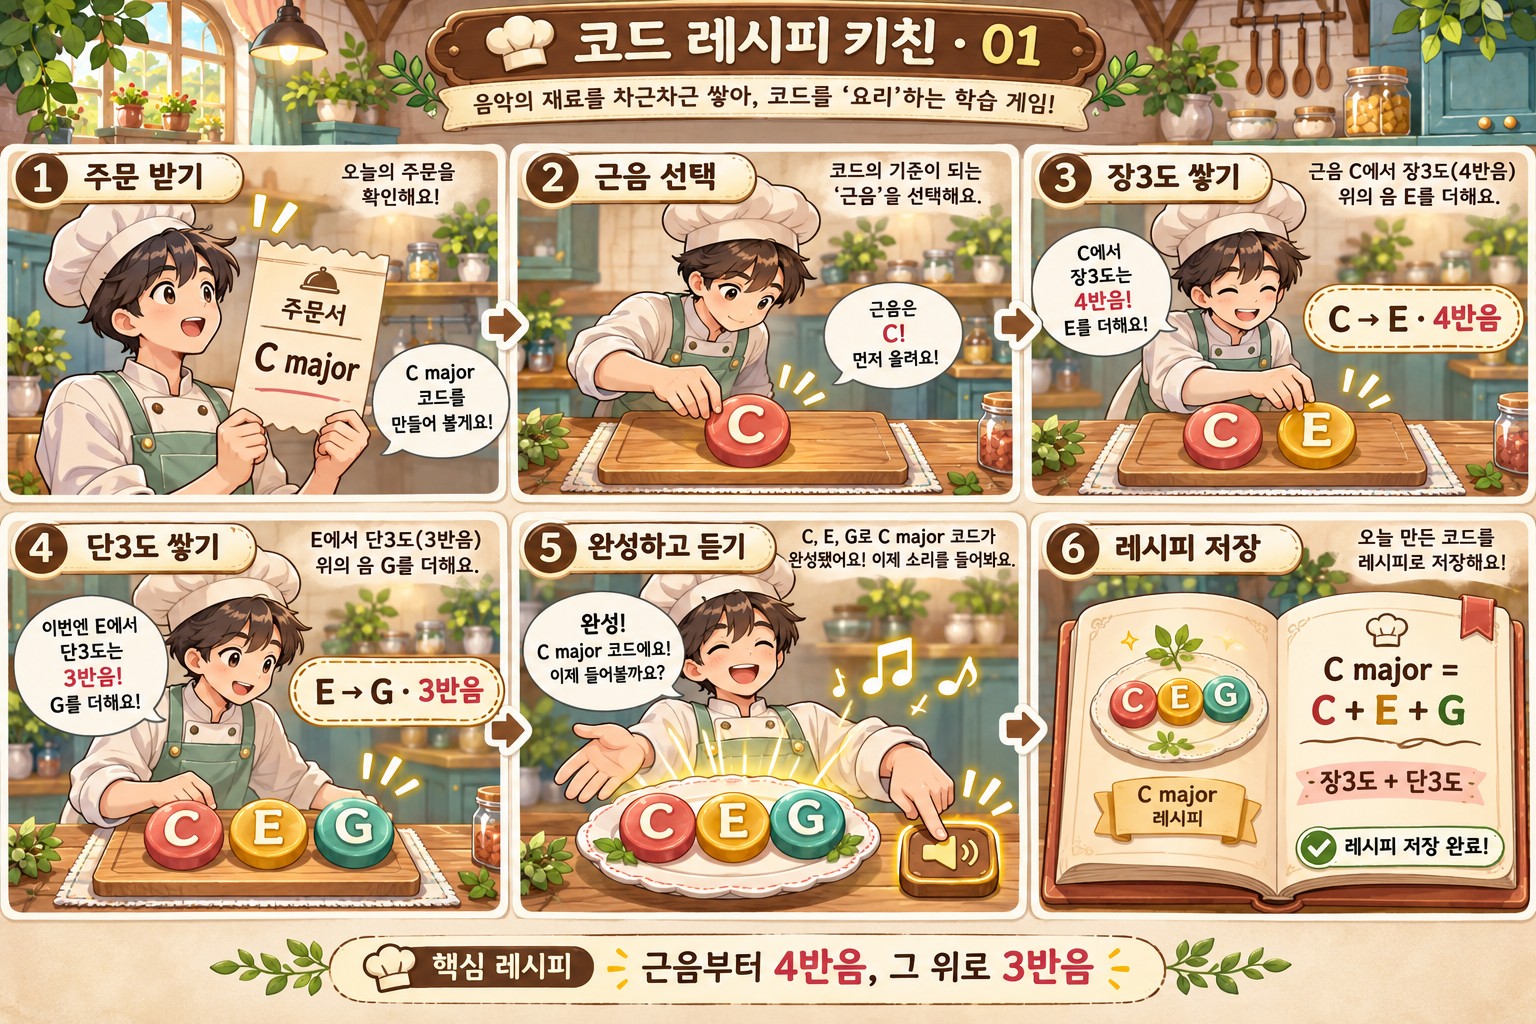 코드 레시피 키친 · 01
음악의 재료를 차근차근 쌓아, 코드를 ‘요리’하는 학습 게임!
1 주문 받기
오늘의 주문을
확인해요!
주문서
C major
C major
코드를
만들어 볼게요!
2 근음 선택
코드의 기준이 되는
‘근음’을 선택해요.
근음은
C!
먼저 올려요!
C
3 장3도 쌓기
근음 C에서 장3도(4반음)
위의 음 E를 더해요.
C에서
장3도는
4반음!
E를 더해요!
C → E · 4반음
C E
4 단3도 쌓기
E에서 단3도(3반음)
위의 음 G를 더해요.
이번엔 E에서
단3도는
3반음!
G를 더해요!
E → G · 3반음
C E G
5 완성하고 듣기
C, E, G로 C major 코드가
완성됐어요! 이제 소리를 들어봐요.
완성!
C major 코드에요!
이제 들어볼까요?
C E G
6 레시피 저장
오늘 만든 코드를
레시피로 저장해요!
C E G
C major
레시피
C major =
C + E + G
장3도 + 단3도
레시피 저장 완료!
핵심 레시피
근음부터 4반음, 그 위로 3반음